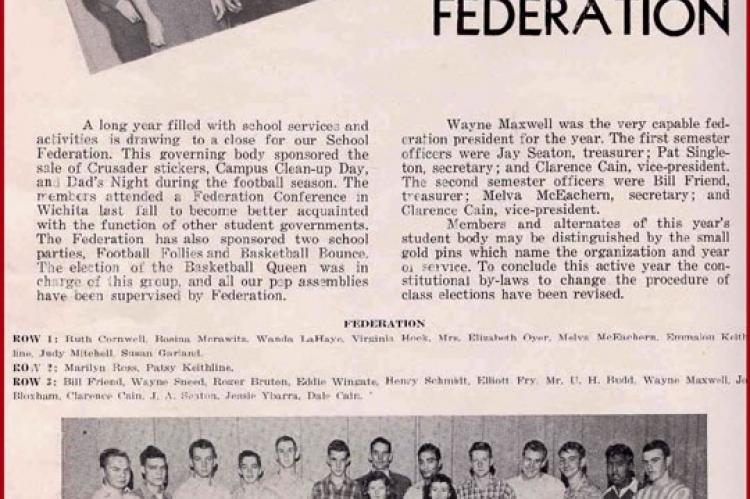 FEDERATION
A long year filled with school services and
activities is drawing to a close for our School
Federation. This governing body sponsored the
sale of Crusader stickers, Campus Clean-up Day,
and Dad's Night during the football season. The
members attended a Federation Conference in
Wichita last fall to become better acquainted
with the function of other student governments.
The Federation has also sponsored two school
parties, Football Follies and Basketball Bounce.
The election of the Basketball Queen was in
charge of this group, and all our pep assemblies
have been supervised by Federation.
Wayne Maxwell was the very capable fed-
eration president for the year. The first semester
officers were Jay Seaton, treasurer; Pat Single-
ton, secretary; and Clarence Cain, vice-president.
The second semester officers were Bill Friend,
treasurer; Melva McEachern, secretary; and
Clarence Cain, vice-president.
Members and alternates of this year's
student body may be distinguished by the small
gold pins which name the organization and year
of service. To conclude this active year the con-
stitutional by-laws to change the procedure of
class elections have been revised.
FEDERATION
ROW 1: Ruth Cornwell, Rosina Merawitz, Wanda LaHaye, Virginia Hock, Mrs. Elizabeth Oyer, Melva McEachern, Emmalou Keith
line, Judy Mitchell, Susan Garland.
ROW 2: Marilyn Ross, Patsy Keithline.
ROW 3: Bill Friend, Wayne Sneed, Roger Bruton, Eddie Wingate, Henry Schmidt, Elliott Fry, Mr. U. H. Budd, Wayne Maxwell, Jo
Bloxham, Clarence Cain, J. A. Seaton, Jessie Ybarra, Dale Cain.